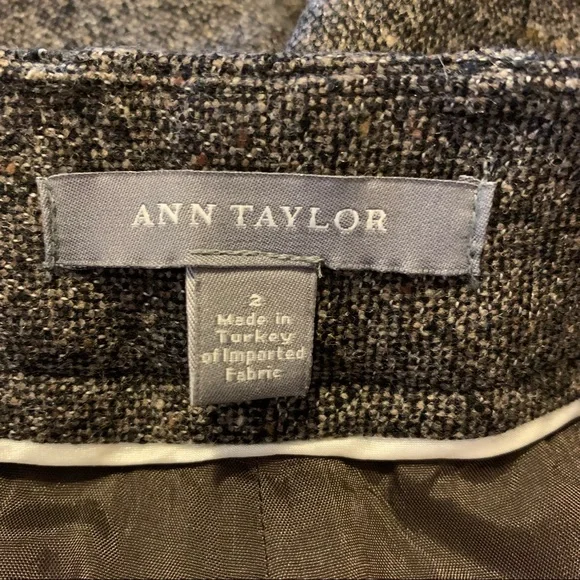 ANN TAYLOR
2
Made in
Turkey
of Imported
Fabric